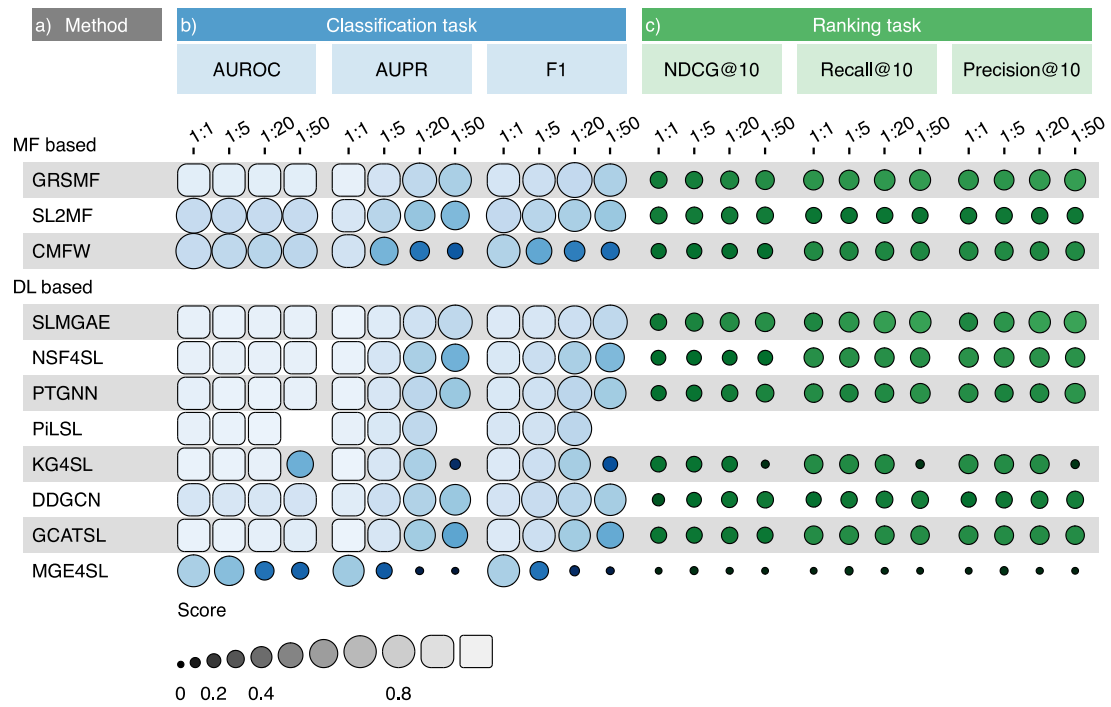 a) Method b) Classification task c) Ranking task
AUROC AUPR F1 NDCG@10 Recall@10 Precision@10
1:1 1:5 1:20 1:50 1:1 1:5 1:20 1:50 1:1 1:5 1:20 1:50 1:1 1:5 1:20 1:50 1:1 1:5 1:20 1:50 1:1 1:5 1:20 1:50
MF based
GRSMF
SL2MF
CMFW
DL based
SLMGAE
NSF4SL
PTGNN
PiLSL
KG4SL
DDGCN
GCATSL
MGE4SL
Score
0 0.2 0.4 0.8